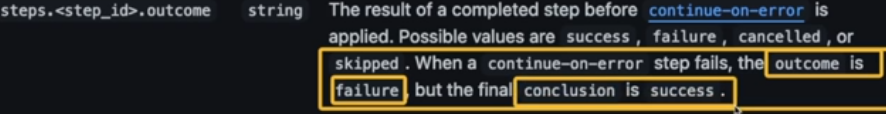 steps.<step_id>.outcome string The result of a completed step before continue-on-error is
applied. Possible values are success, failure, cancelled, or
skipped. When a continue-on-error step fails, the outcome is
failure, but the final conclusion is success.